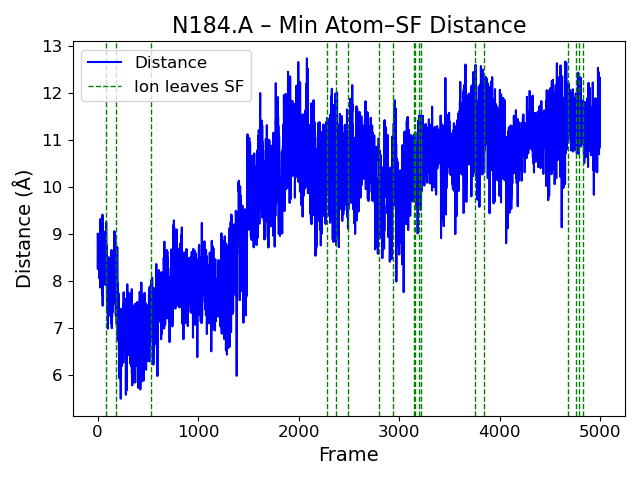 N184.A – Min Atom–SF Distance
Distance
Ion leaves SF
Distance (Å)
13
12
11
10
9
8
7
6
0 1000 2000 3000 4000 5000
Frame